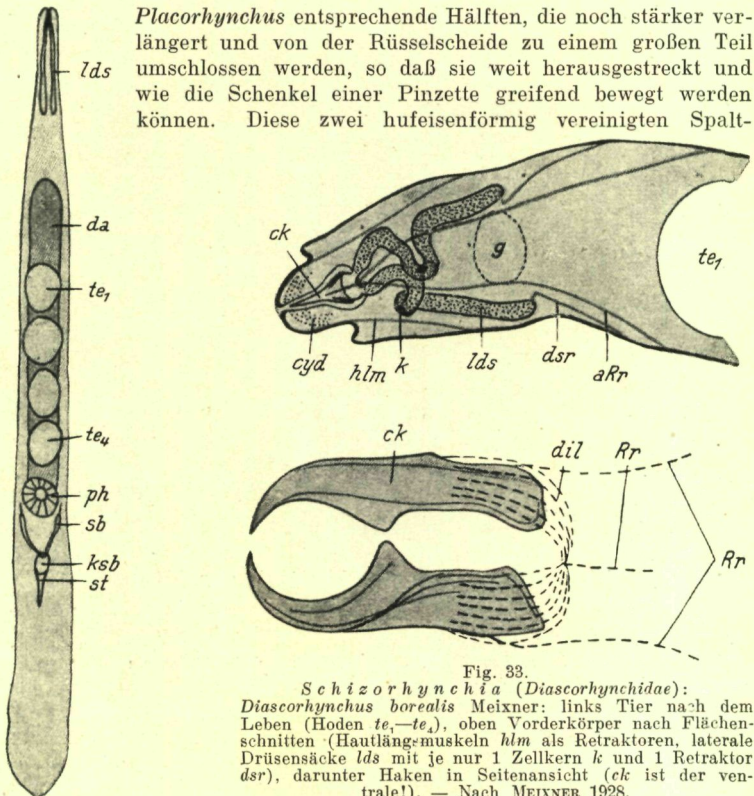 Placorhynchus entsprechende Hälften, die noch stärker ver-
längert und von der Rüsselscheide zu einem großen Teil
umschlossen werden, so daß sie weit herausgestreckt und
wie die Schenkel einer Pinzette greifend bewegt werden
können. Diese zwei hufeisenförmig vereinigten Spalt-
lds
da
te₁
te₄
ph
sb
ksb
st
ck
g
te₁
cyd
hlm
k
lds
dsr
aRr
ck
dil
Rr
Rr
Fig. 33.
Schizorhynchia (Diascorhynchidae):
Diascorhynchus borealis Meixner: links Tier nach dem
Leben (Hoden te₁—te₄), oben Vorderkörper nach Flächen-
schnitten (Hautlängsmuskeln hlm als Retraktoren, laterale
Drüsensäcke lds mit je nur 1 Zellkern k und 1 Retraktor
dsr), darunter Haken in Seitenansicht (ck ist der ven-
trale!). — Nach MEIXNER 1928.